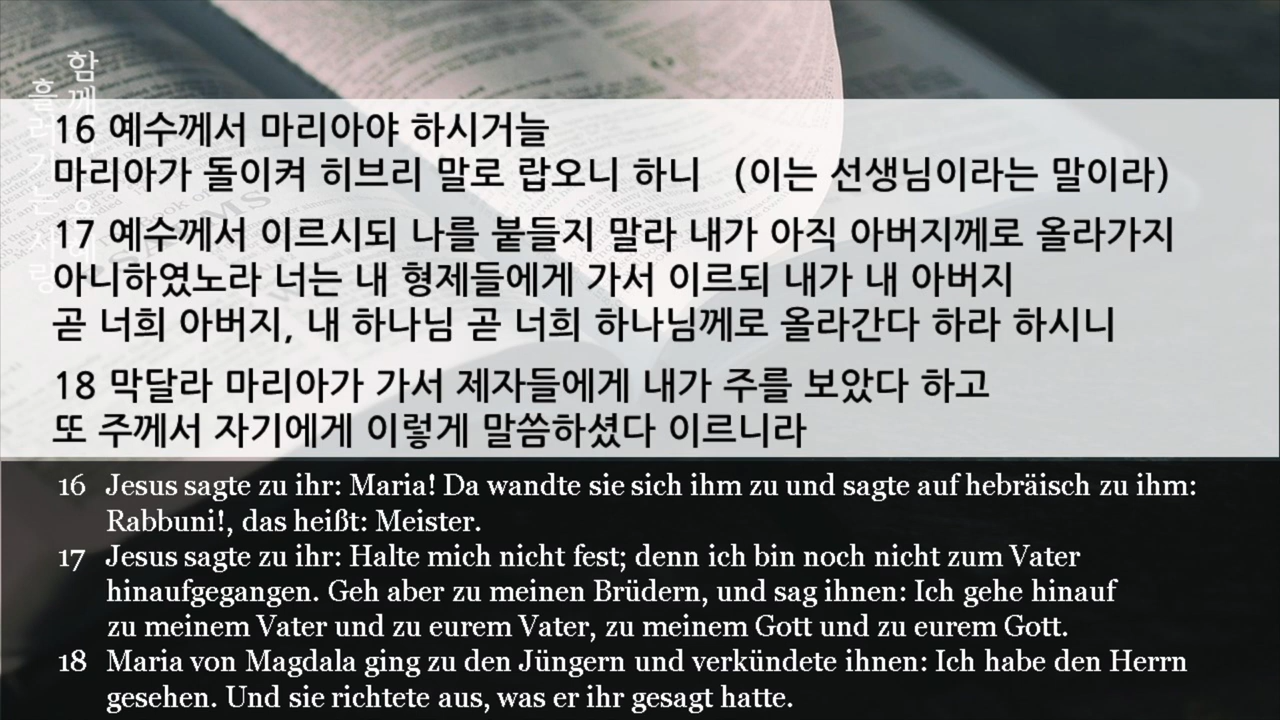 함께
흘러가는 사랑
16 예수께서 마리아야 하시거늘
마리아가 돌이켜 히브리 말로 랍오니 하니 (이는 선생님이라는 말이라)
17 예수께서 이르시되 나를 붙들지 말라 내가 아직 아버지께로 올라가지
아니하였노라 너는 내 형제들에게 가서 이르되 내가 내 아버지
곧 너희 아버지, 내 하나님 곧 너희 하나님께로 올라간다 하라 하시니
18 막달라 마리아가 가서 제자들에게 내가 주를 보았다 하고
또 주께서 자기에게 이렇게 말씀하셨다 이르니라
16 Jesus sagte zu ihr: Maria! Da wandte sie sich ihm zu und sagte auf hebräisch zu ihm:
Rabbuni!, das heißt: Meister.
17 Jesus sagte zu ihr: Halte mich nicht fest; denn ich bin noch nicht zum Vater
hinaufgegangen. Geh aber zu meinen Brüdern, und sag ihnen: Ich gehe hinauf
zu meinem Vater und zu eurem Vater, zu meinem Gott und zu eurem Gott.
18 Maria von Magdala ging zu den Jüngern und verkündete ihnen: Ich habe den Herrn
gesehen. Und sie richtete aus, was er ihr gesagt hatte.